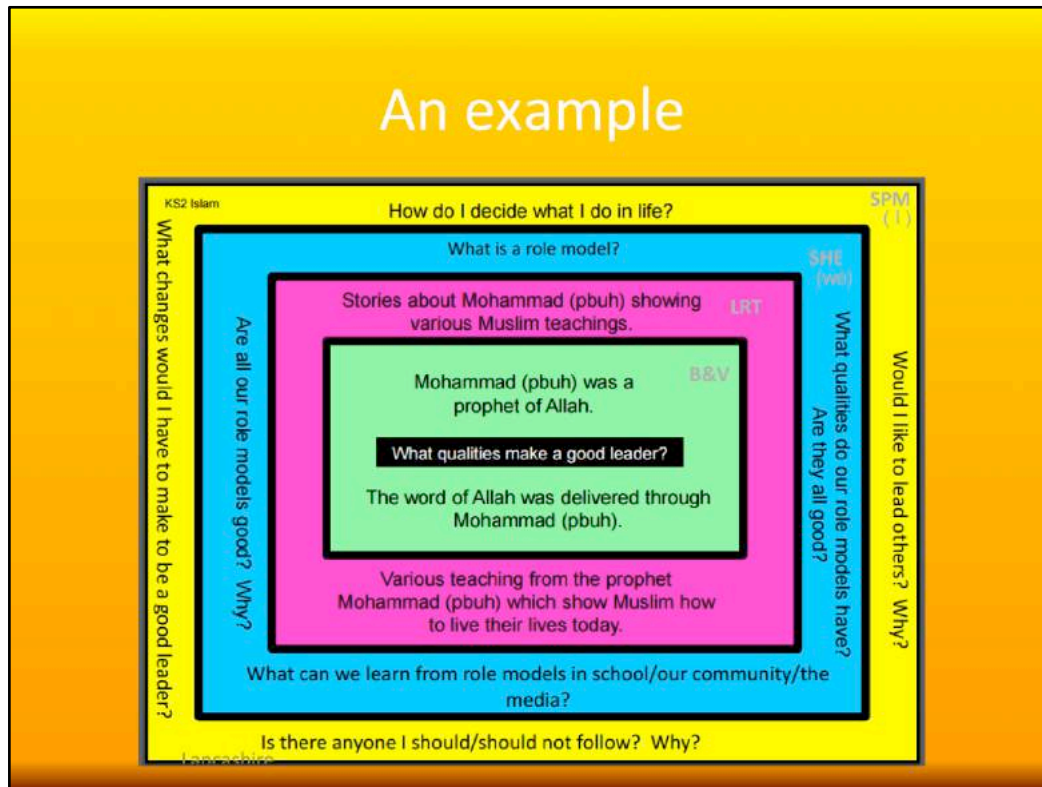 An example
KS2 Islam
How do I decide what I do in life?
SPM
( I )
What changes would I have to make to be a good leader?
What is a role model?
SHE
(we)
Are all our role models good? Why?
Stories about Mohammad (pbuh) showing
various Muslim teachings.
LRT
Mohammad (pbuh) was a
prophet of Allah.
B&V
What qualities make a good leader?
The word of Allah was delivered through
Mohammad (pbuh).
Various teaching from the prophet
Mohammad (pbuh) which show Muslim how
to live their lives today.
What qualities do our role models have?
Are they all good?
Would I like to lead others? Why?
What can we learn from role models in school/our community/the
media?
Is there anyone I should/should not follow? Why?
Lancashire